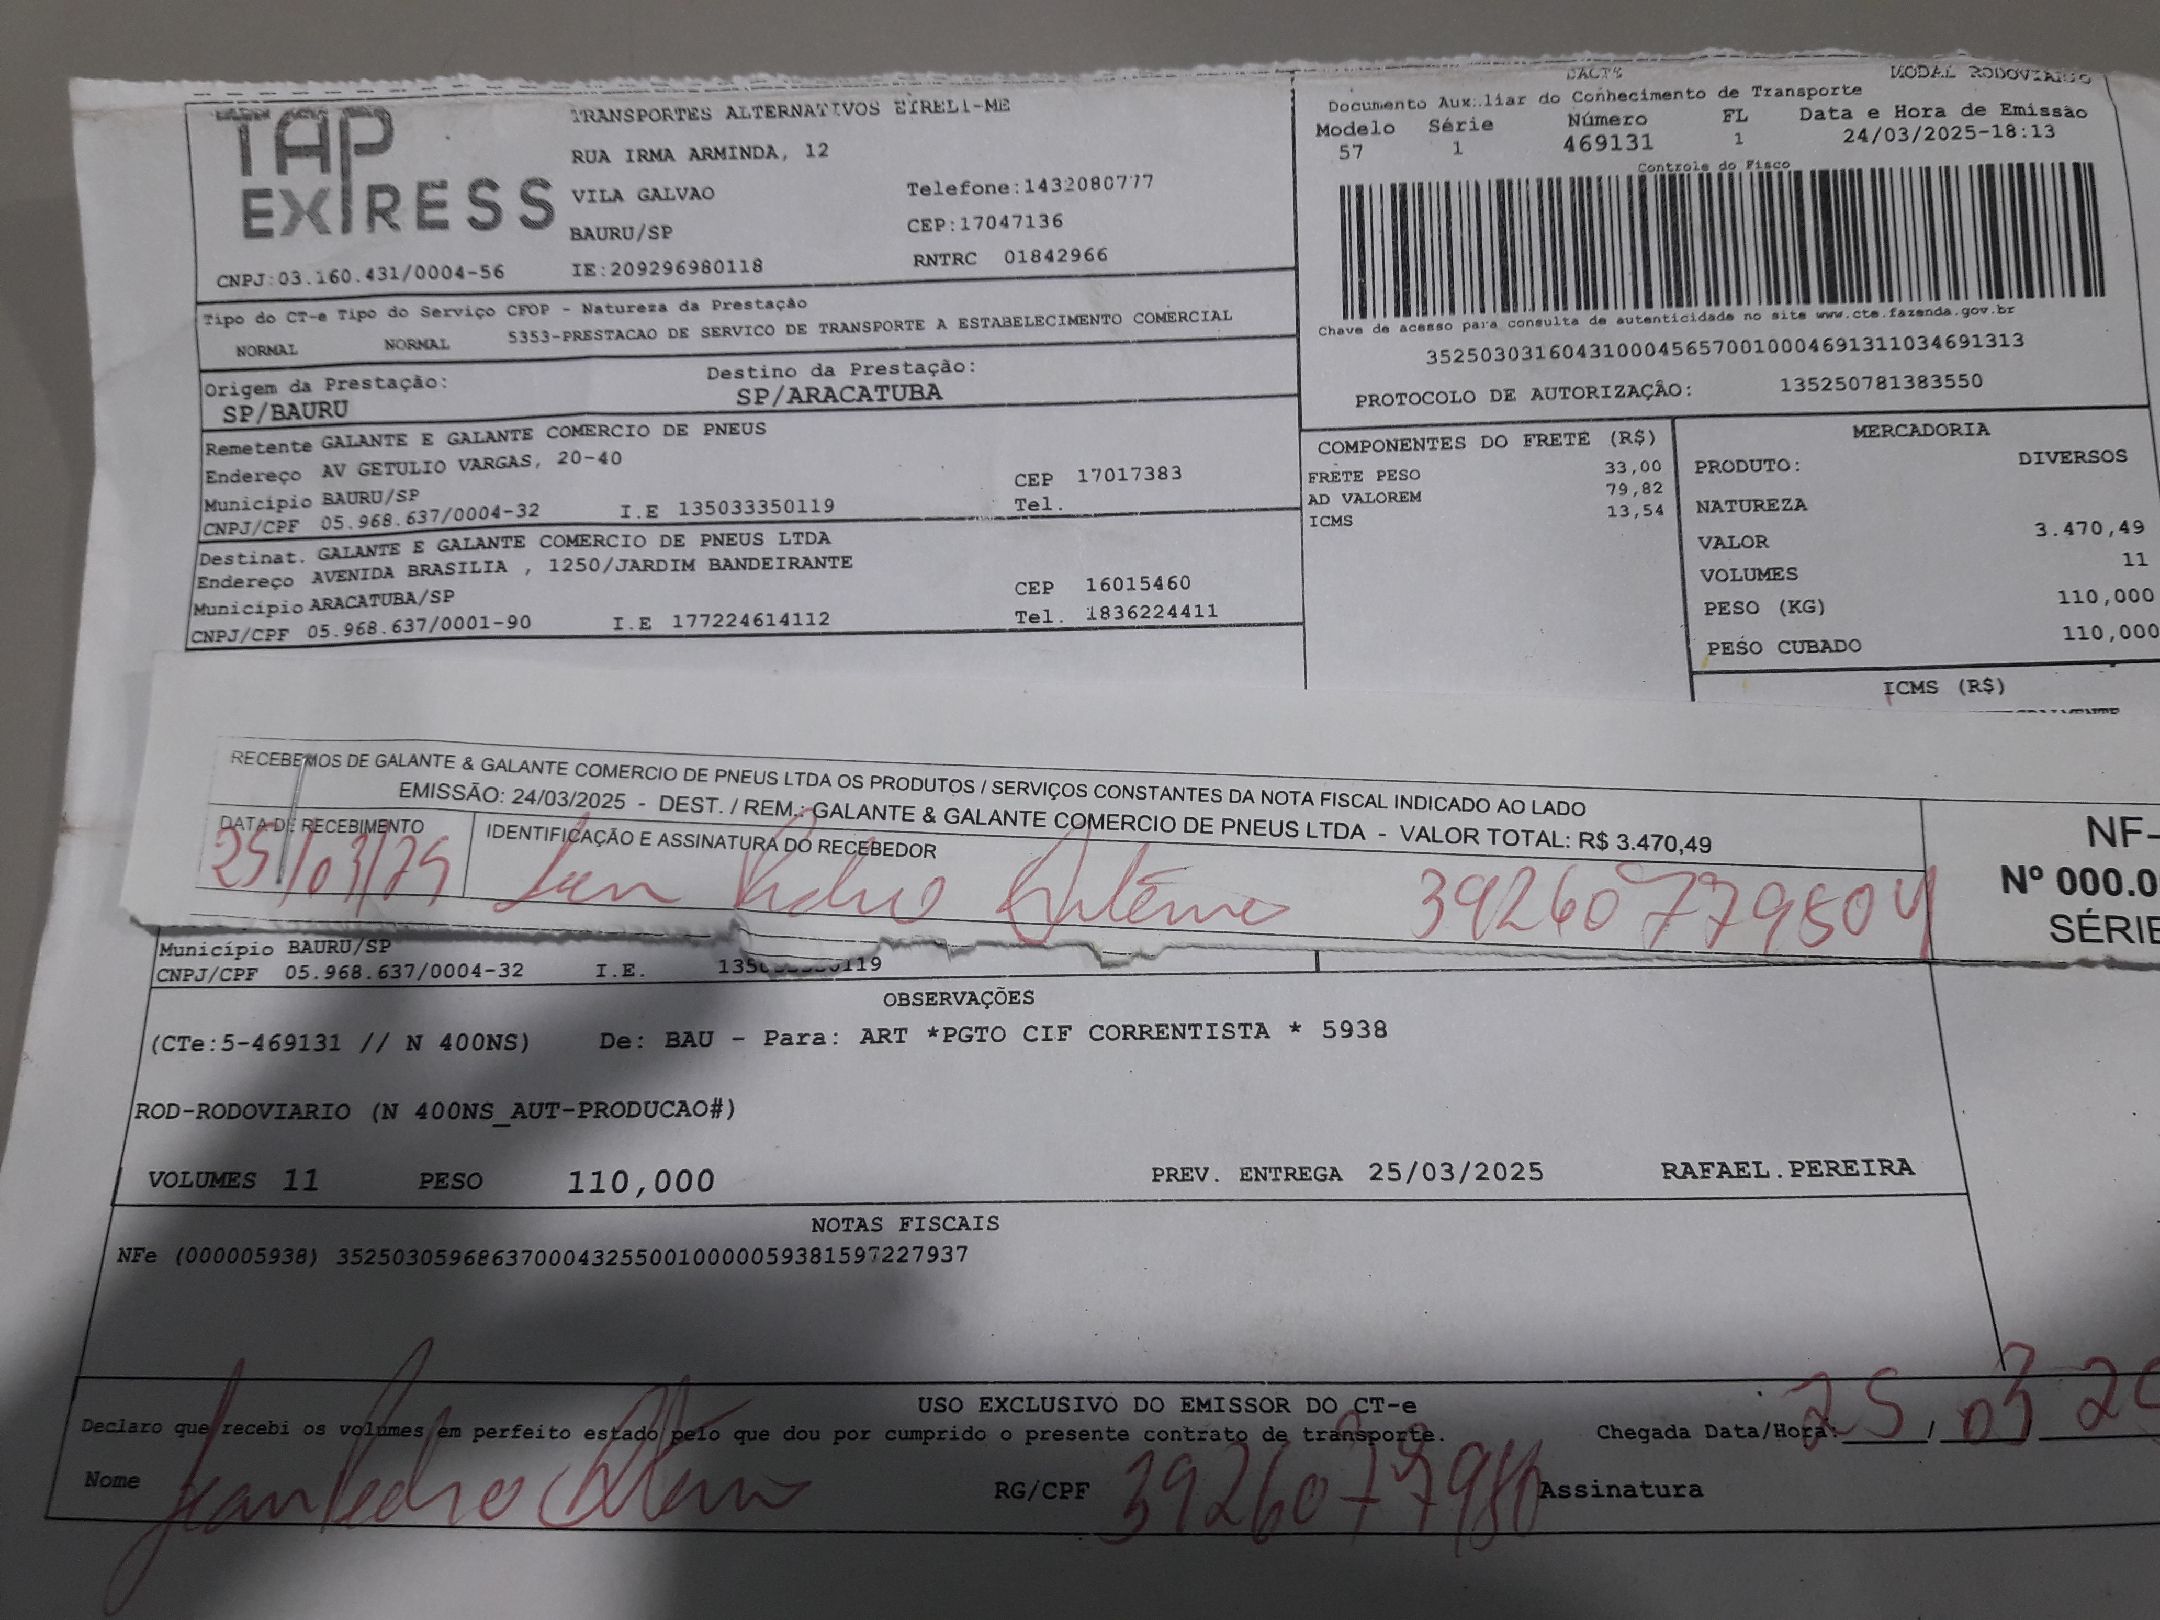 DACTE MODAL RODOVIARIO
TAP EXPRESS
TRANSPORTES ALTERNATIVOS EIRELI-ME
RUA IRMA ARMINDA, 12
VILA GALVAO Telefone:1432080777
BAURU/SP CEP:17047136
CNPJ:03.160.431/0004-56 IE:209296980118 RNTRC 01842966
Documento Auxiliar do Conhecimento de Transporte
Modelo Série Número FL Data e Hora de Emissão
57 1 469131 1 24/03/2025-18:13
Controle do Fisco
Chave de acesso para consulta de autenticidade no site www.cte.fazenda.gov.br
35250303160431000456570010004691311034691313
PROTOCOLO DE AUTORIZAÇÃO: 135250781383550
Tipo do CT-e Tipo do Serviço CFOP - Natureza da Prestação
NORMAL NORMAL 5353-PRESTACAO DE SERVICO DE TRANSPORTE A ESTABELECIMENTO COMERCIAL
Origem da Prestação: Destino da Prestação:
SP/BAURU SP/ARACATUBA
Remetente GALANTE E GALANTE COMERCIO DE PNEUS
Endereço AV GETULIO VARGAS, 20-40 CEP 17017383
Município BAURU/SP Tel.
CNPJ/CPF 05.968.637/0004-32 I.E 135033350119
Destinat. GALANTE E GALANTE COMERCIO DE PNEUS LTDA
Endereço AVENIDA BRASILIA , 1250/JARDIM BANDEIRANTE CEP 16015460
Município ARACATUBA/SP Tel. 1836224411
CNPJ/CPF 05.968.637/0001-90 I.E 177224614112
COMPONENTES DO FRETE (R$)
FRETE PESO 33,00
AD VALOREM 79,82
ICMS 13,54
MERCADORIA
PRODUTO: DIVERSOS
NATUREZA
VALOR 3.470,49
VOLUMES 11
PESO (KG) 110,000
PESO CUBADO 110,000
ICMS (R$)
RECEBEMOS DE GALANTE & GALANTE COMERCIO DE PNEUS LTDA OS PRODUTOS / SERVIÇOS CONSTANTES DA NOTA FISCAL INDICADO AO LADO
EMISSÃO: 24/03/2025 - DEST. / REM.: GALANTE & GALANTE COMERCIO DE PNEUS LTDA - VALOR TOTAL: R$ 3.470,49
DATA DE RECEBIMENTO IDENTIFICAÇÃO E ASSINATURA DO RECEBEDOR
25/03/25 Jean Pedro Antônio 39260779804
NF-
Nº 000.0
SÉRIE
Município BAURU/SP
CNPJ/CPF 05.968.637/0004-32 I.E.
OBSERVAÇÕES
(CTe:5-469131 // N 400NS) De: BAU - Para: ART *PGTO CIF CORRENTISTA * 5938
ROD-RODOVIARIO (N 400NS_AUT-PRODUCAO#)
VOLUMES 11 PESO 110,000 PREV. ENTREGA 25/03/2025 RAFAEL.PEREIRA
NOTAS FISCAIS
NFe (000005938) 35250305968637000432550010000059381597227937
USO EXCLUSIVO DO EMISSOR DO CT-e
Declaro que recebi os volumes em perfeito estado pelo que dou por cumprido o presente contrato de transporte. Chegada Data/Hora: 25 / 03 25
Nome Jean Pedro Antônio RG/CPF 392607798 Assinatura